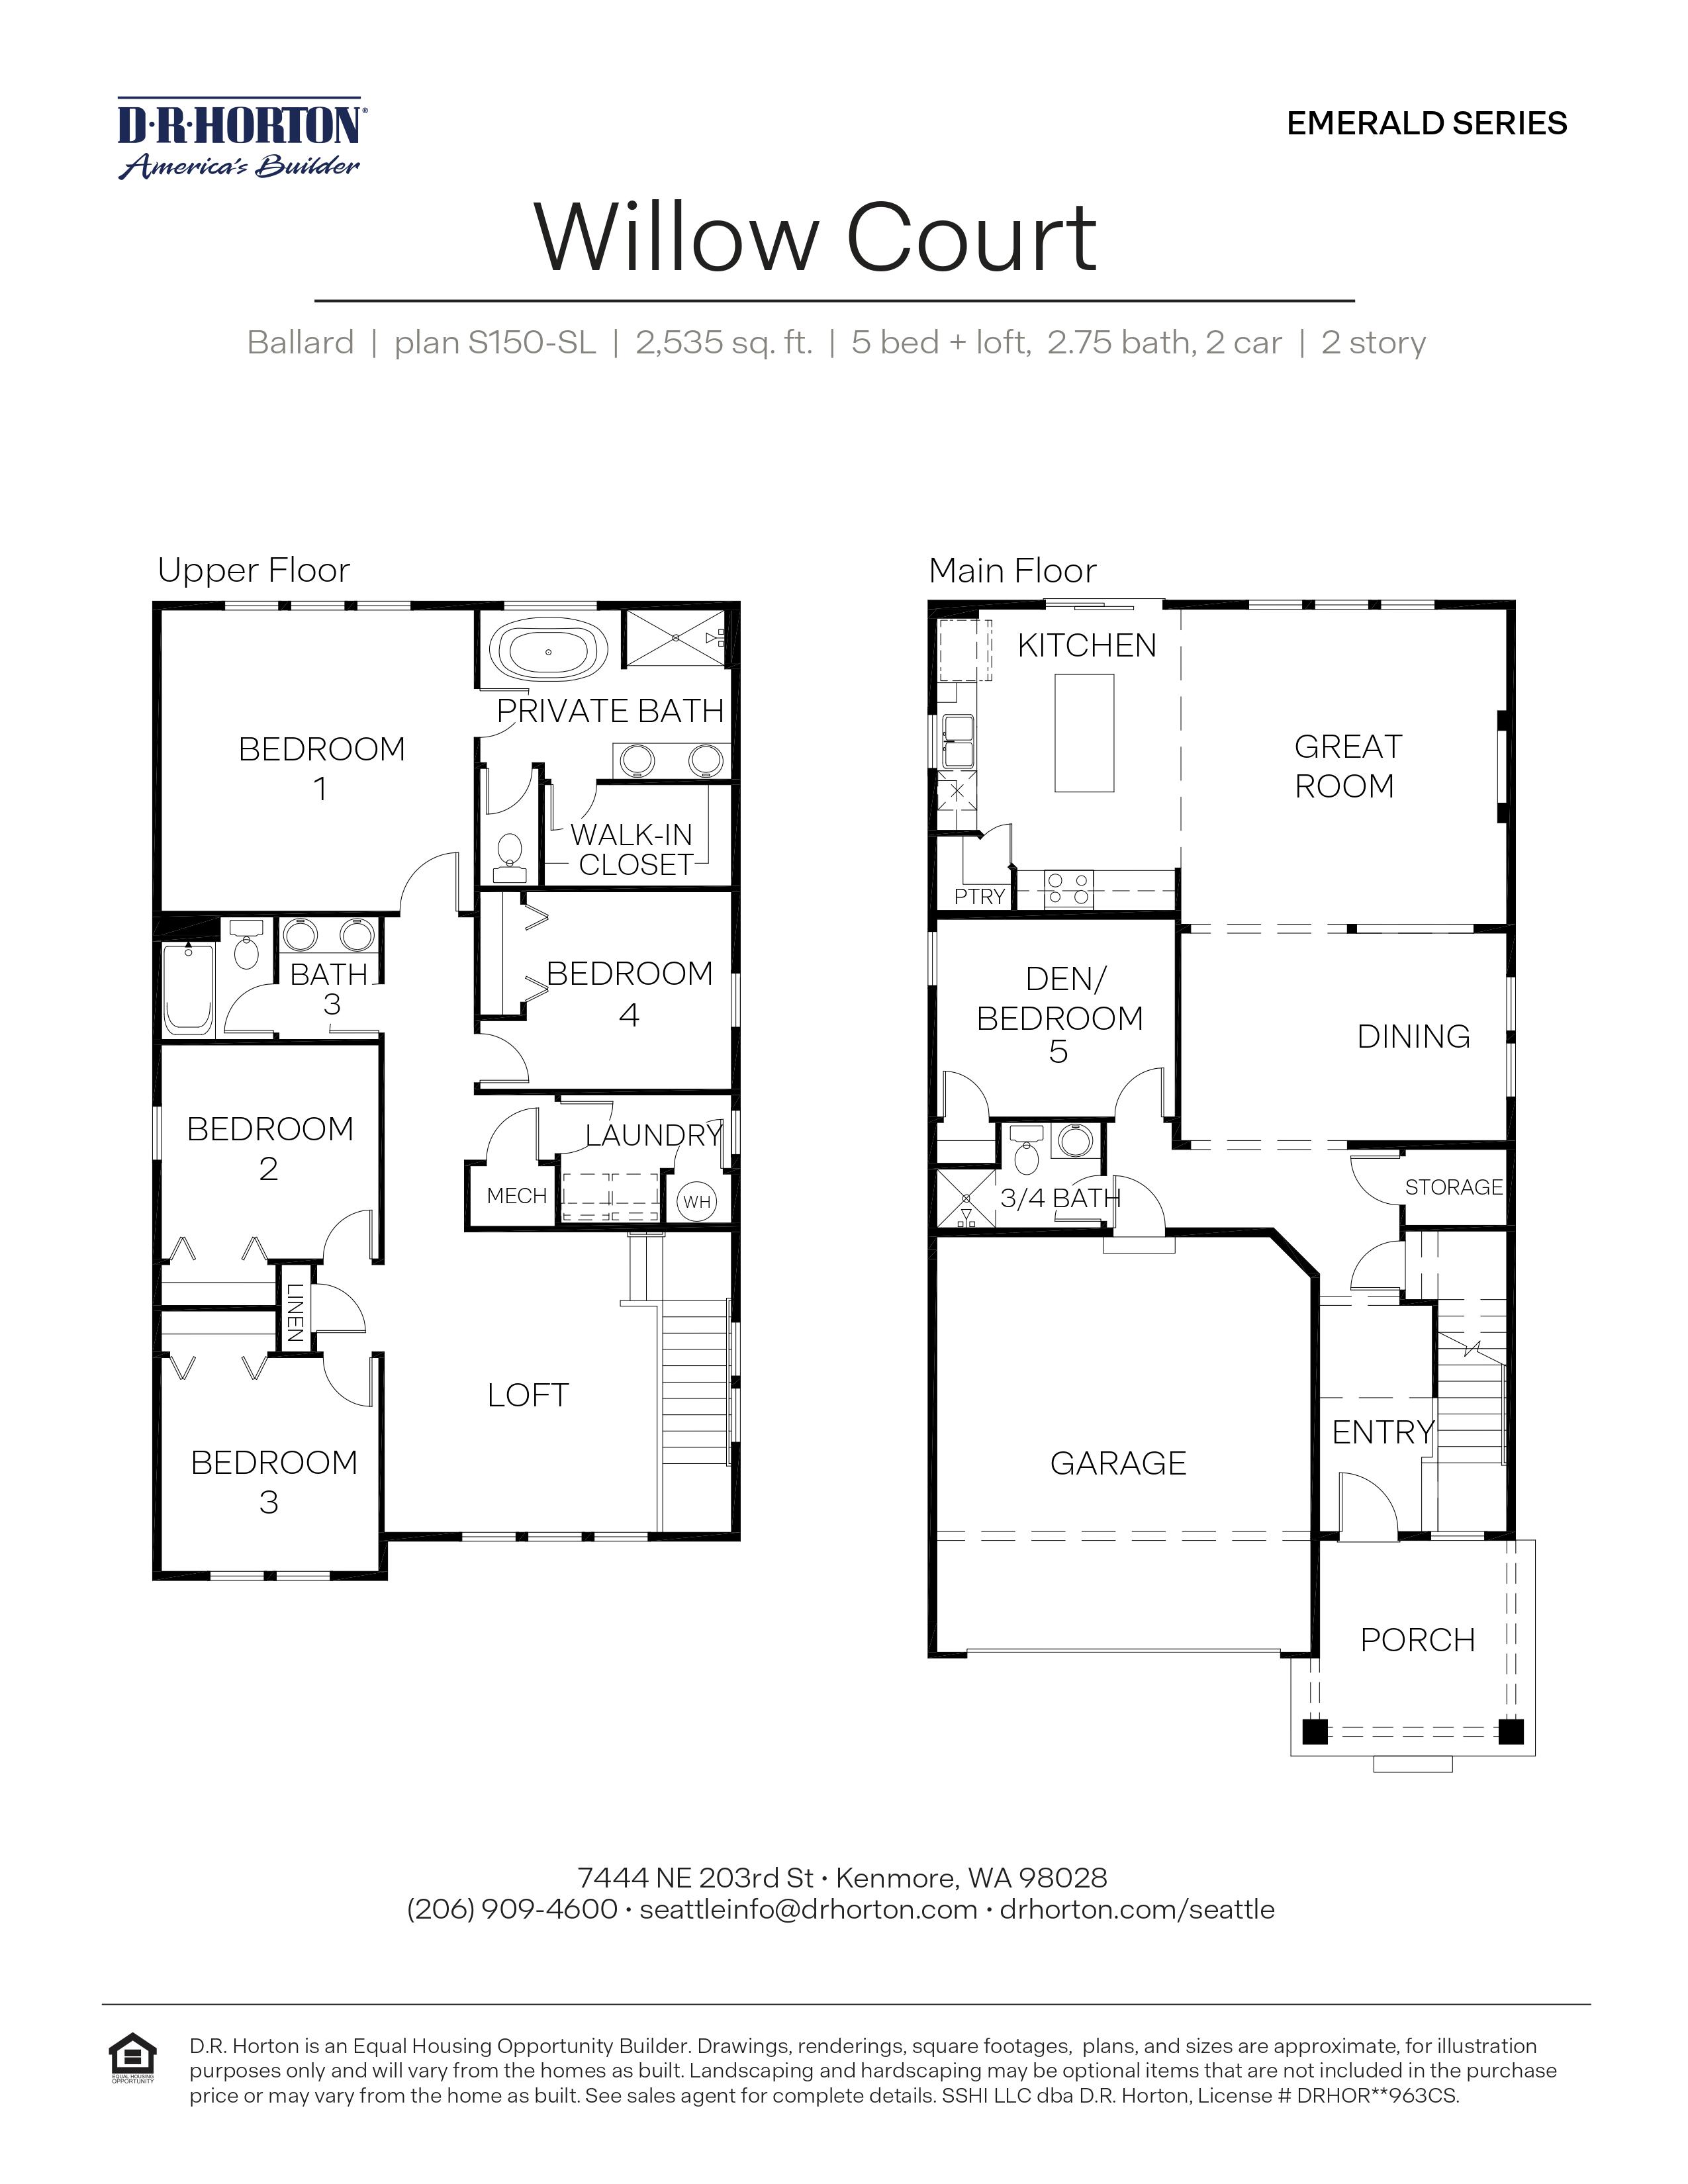 D·R·HORTON®
America's Builder
EMERALD SERIES
Willow Court
Ballard | plan S150-SL | 2,535 sq. ft. | 5 bed + loft, 2.75 bath, 2 car | 2 story
Upper Floor
BEDROOM
1
PRIVATE BATH
WALK-IN
CLOSET
BATH
3
BEDROOM
4
BEDROOM
2
LAUNDRY
MECH
WH
LINEN
LOFT
BEDROOM
3
Main Floor
KITCHEN
GREAT
ROOM
PTRY
DEN/
BEDROOM
5
DINING
3/4 BATH
STORAGE
ENTRY
GARAGE
PORCH
7444 NE 203rd St • Kenmore, WA 98028
(206) 909-4600 • seattleinfo@drhorton.com • drhorton.com/seattle
EQUAL HOUSING
OPPORTUNITY
D.R. Horton is an Equal Housing Opportunity Builder. Drawings, renderings, square footages, plans, and sizes are approximate, for illustration
purposes only and will vary from the homes as built. Landscaping and hardscaping may be optional items that are not included in the purchase
price or may vary from the home as built. See sales agent for complete details. SSHI LLC dba D.R. Horton, License # DRHOR**963CS.